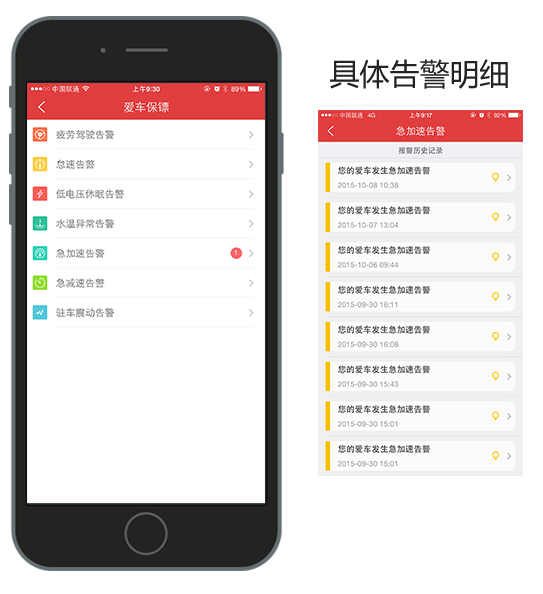 中国联通 上午9:30 89%
爱车保镖
疲劳驾驶告警
怠速告警
低电压休眠告警
水温异常告警
急加速告警 1
急减速告警
驻车震动告警
具体告警明细
中国联通 4G 上午9:17 92%
急加速告警
报警历史记录
您的爱车发生急加速告警
2015-10-08 10:38
您的爱车发生急加速告警
2015-10-07 13:04
您的爱车发生急加速告警
2015-10-06 09:44
您的爱车发生急加速告警
2015-09-30 16:11
您的爱车发生急加速告警
2015-09-30 16:08
您的爱车发生急加速告警
2015-09-30 15:43
您的爱车发生急加速告警
2015-09-30 15:01
您的爱车发生急加速告警
2015-09-30 15:01